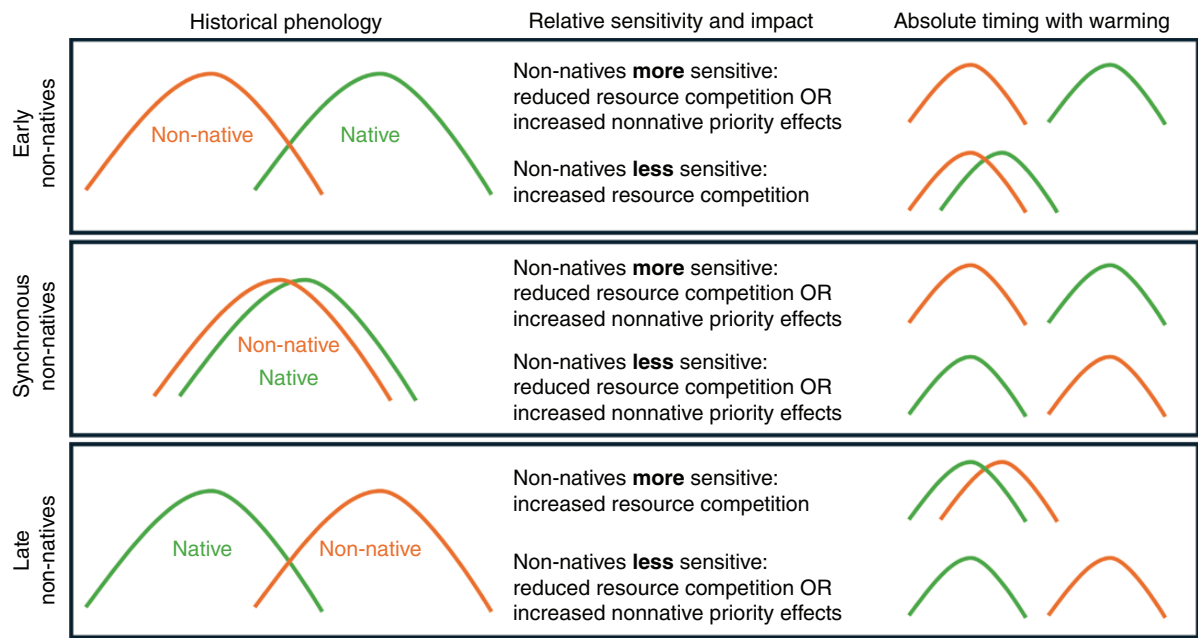 Historical phenology
Relative sensitivity and impact
Absolute timing with warming
Early
non-natives
Non-native
Native
Non-natives more sensitive:
reduced resource competition OR
increased nonnative priority effects
Non-natives less sensitive:
increased resource competition
Synchronous
non-natives
Non-native
Native
Non-natives more sensitive:
reduced resource competition OR
increased nonnative priority effects
Non-natives less sensitive:
reduced resource competition OR
increased nonnative priority effects
Late
non-natives
Native
Non-native
Non-natives more sensitive:
increased resource competition
Non-natives less sensitive:
reduced resource competition OR
increased nonnative priority effects